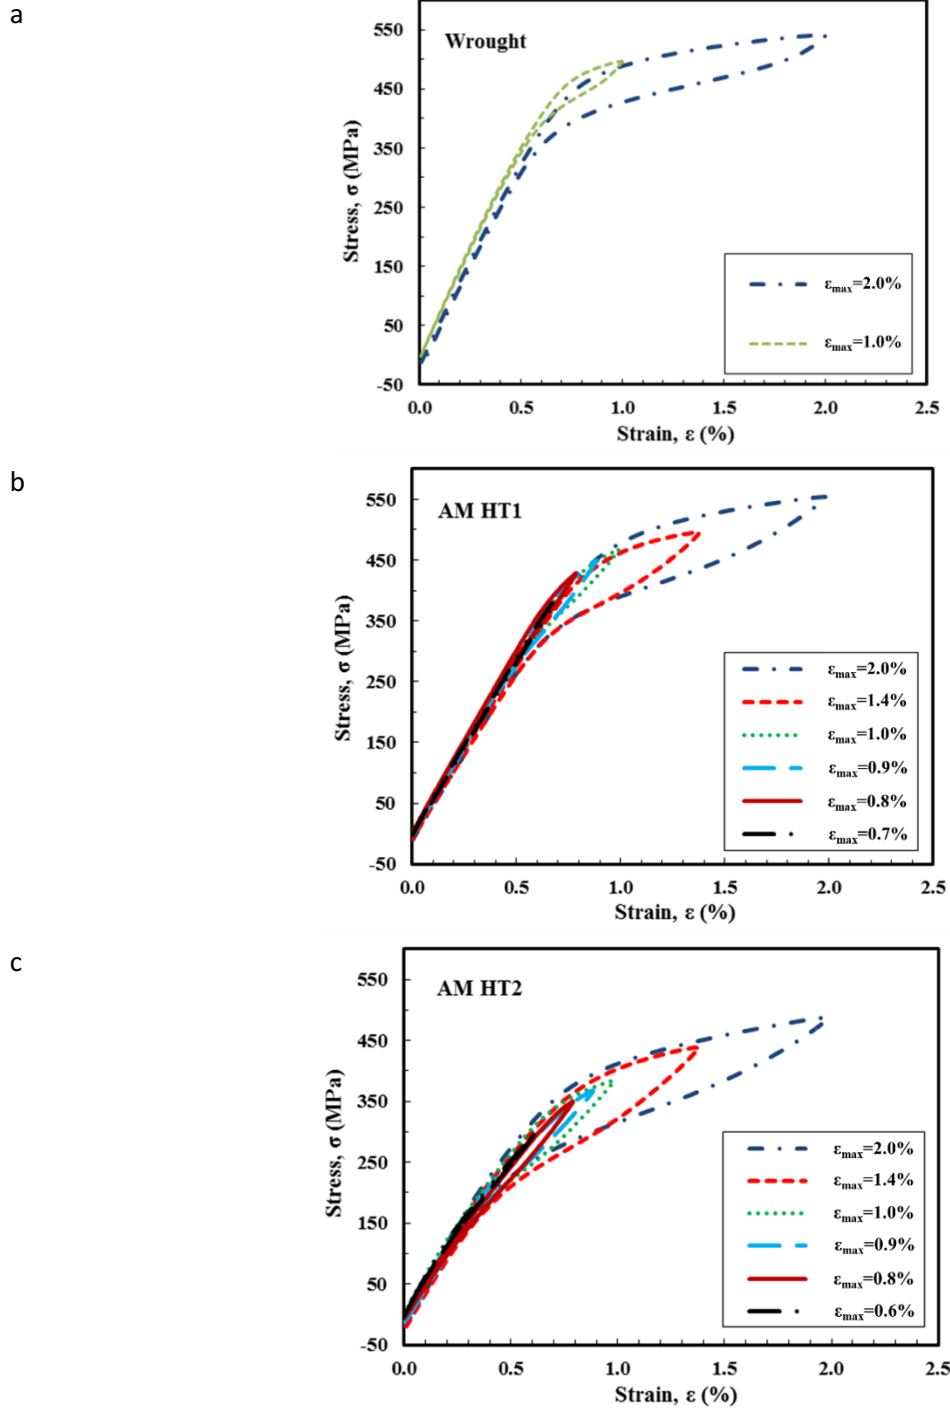 a
Wrought
550
450
350
250
150
50
-50
Stress, σ (MPa)
0.0 0.5 1.0 1.5 2.0 2.5
Strain, ε (%)
εmax=2.0%
εmax=1.0%
b
AM HT1
550
450
350
250
150
50
-50
Stress, σ (MPa)
0.0 0.5 1.0 1.5 2.0 2.5
Strain, ε (%)
εmax=2.0%
εmax=1.4%
εmax=1.0%
εmax=0.9%
εmax=0.8%
εmax=0.7%
c
AM HT2
550
450
350
250
150
50
-50
Stress, σ (MPa)
0.0 0.5 1.0 1.5 2.0 2.5
Strain, ε (%)
εmax=2.0%
εmax=1.4%
εmax=1.0%
εmax=0.9%
εmax=0.8%
εmax=0.6%